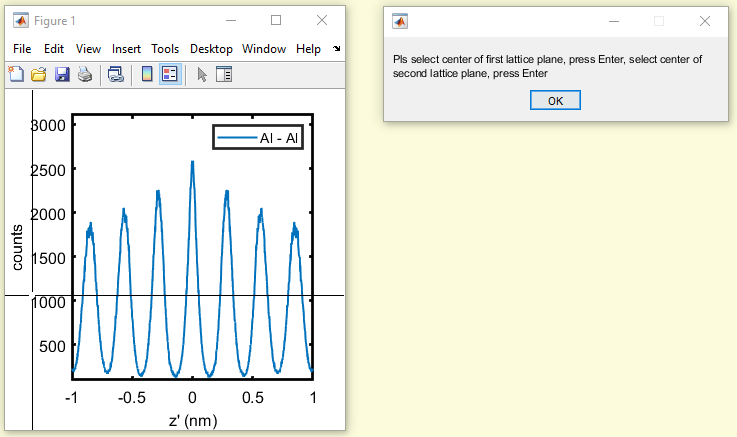 Figure 1
File Edit View Insert Tools Desktop Window Help
3000
2500
2000
1500
1000
500
counts
Al - Al
-1 -0.5 0 0.5 1
z' (nm)
Pls select center of first lattice plane, press Enter, select center of
second lattice plane, press Enter
OK